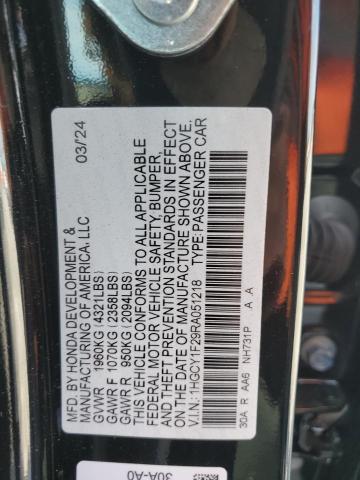 MFD. BY HONDA DEVELOPMENT & 03/24
MANUFACTURING OF AMERICA, LLC
GVWR 1960KG (4321LBS)
GAWR F 1070KG (2358LBS)
GAWR R 950KG (2094LBS)
THIS VEHICLE CONFORMS TO ALL APPLICABLE
FEDERAL MOTOR VEHICLE SAFETY, BUMPER,
AND THEFT PREVENTION STANDARDS IN EFFECT
ON THE DATE OF MANUFACTURE SHOWN ABOVE.
V.I.N.: 1HGCY1F29RA051218 TYPE:PASSENGER CAR
30A R AA6 NH731P A A
30A-A0